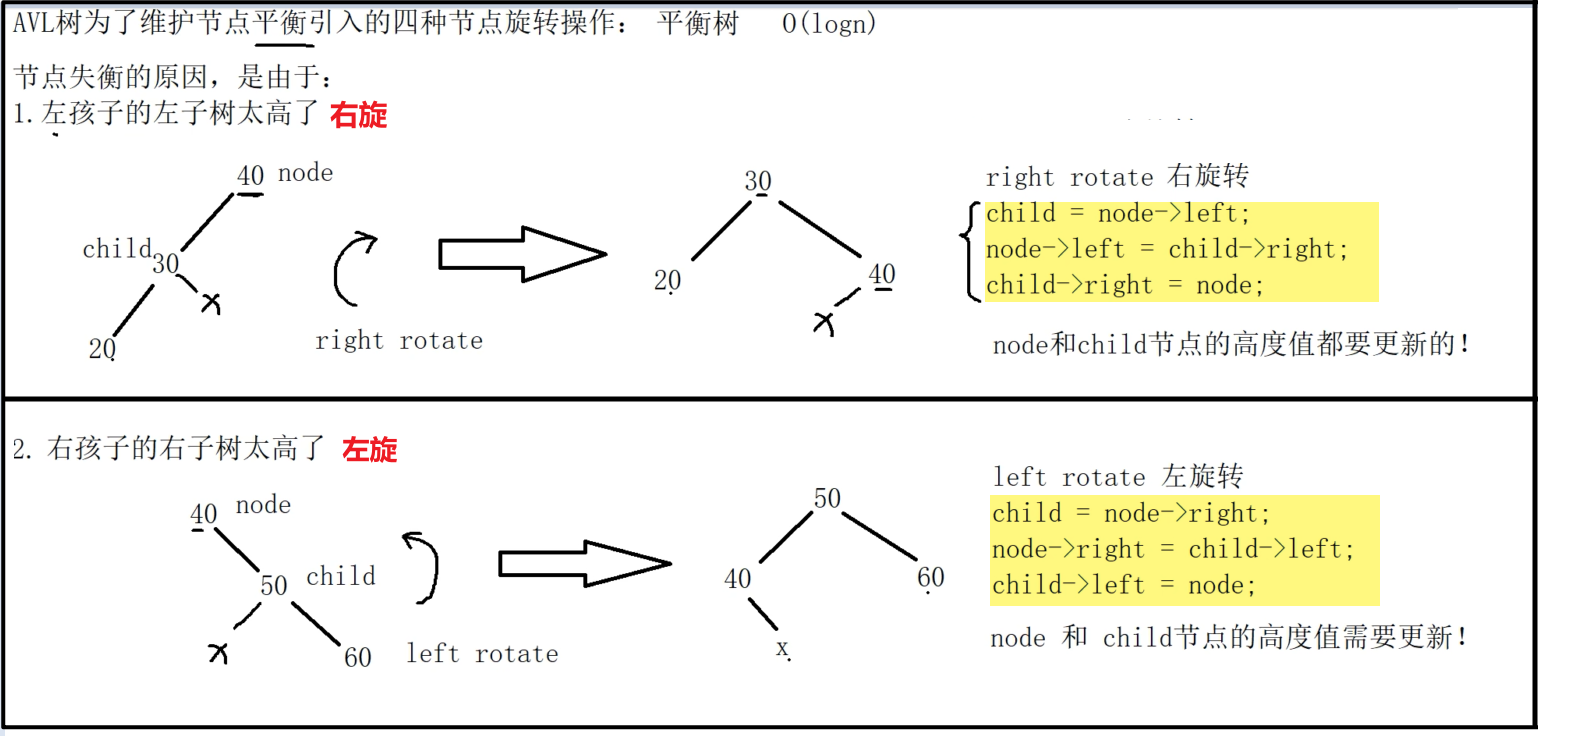 AVL树为了维护节点平衡引入的四种节点旋转操作： 平衡树 O(logn)
节点失衡的原因，是由于：
1.左孩子的左子树太高了 右旋
40 node
child 30
x
20
right rotate
30
20
40
x
right rotate 右旋转
child = node->left;
node->left = child->right;
child->right = node;
node和child节点的高度值都要更新的！
2. 右孩子的右子树太高了 左旋
40 node
50 child
x
60
left rotate
50
40
60
x
left rotate 左旋转
child = node->right;
node->right = child->left;
child->left = node;
node 和 child节点的高度值需要更新！